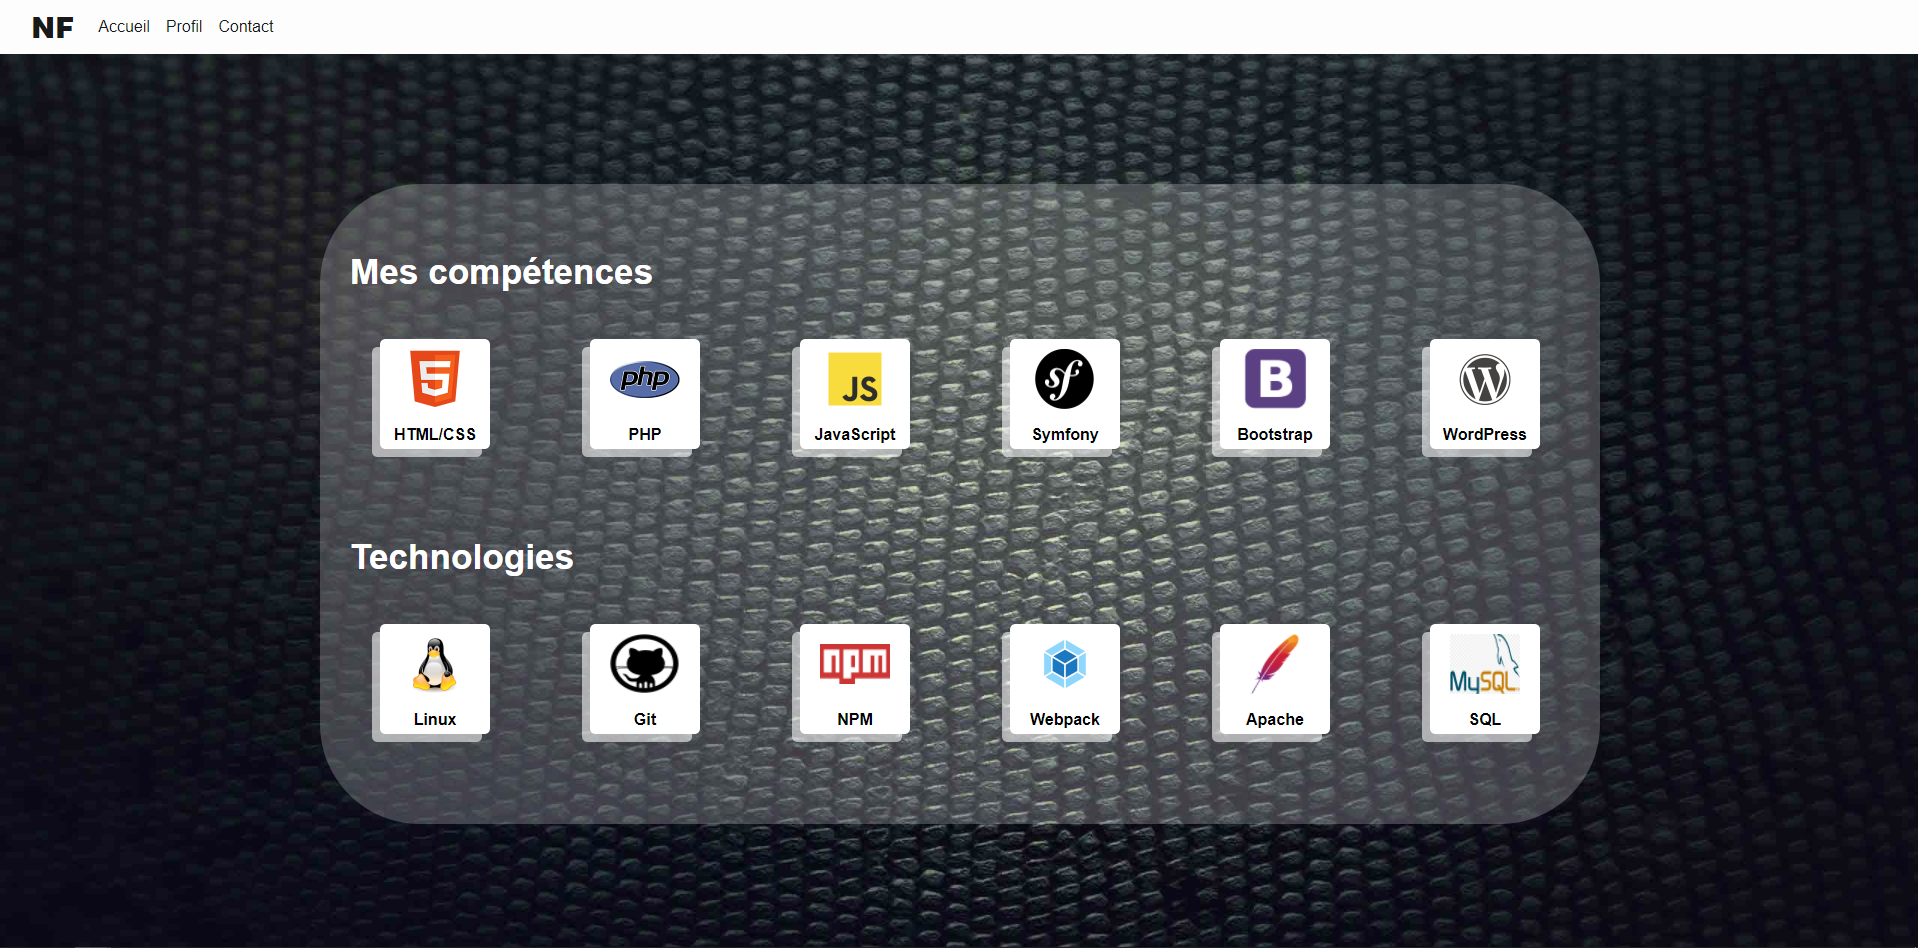 NF Accueil Profil Contact
Mes compétences
5 php JS sf B W
HTML/CSS PHP JavaScript Symfony Bootstrap WordPress
Technologies
npm MySQL
Linux Git NPM Webpack Apache SQL